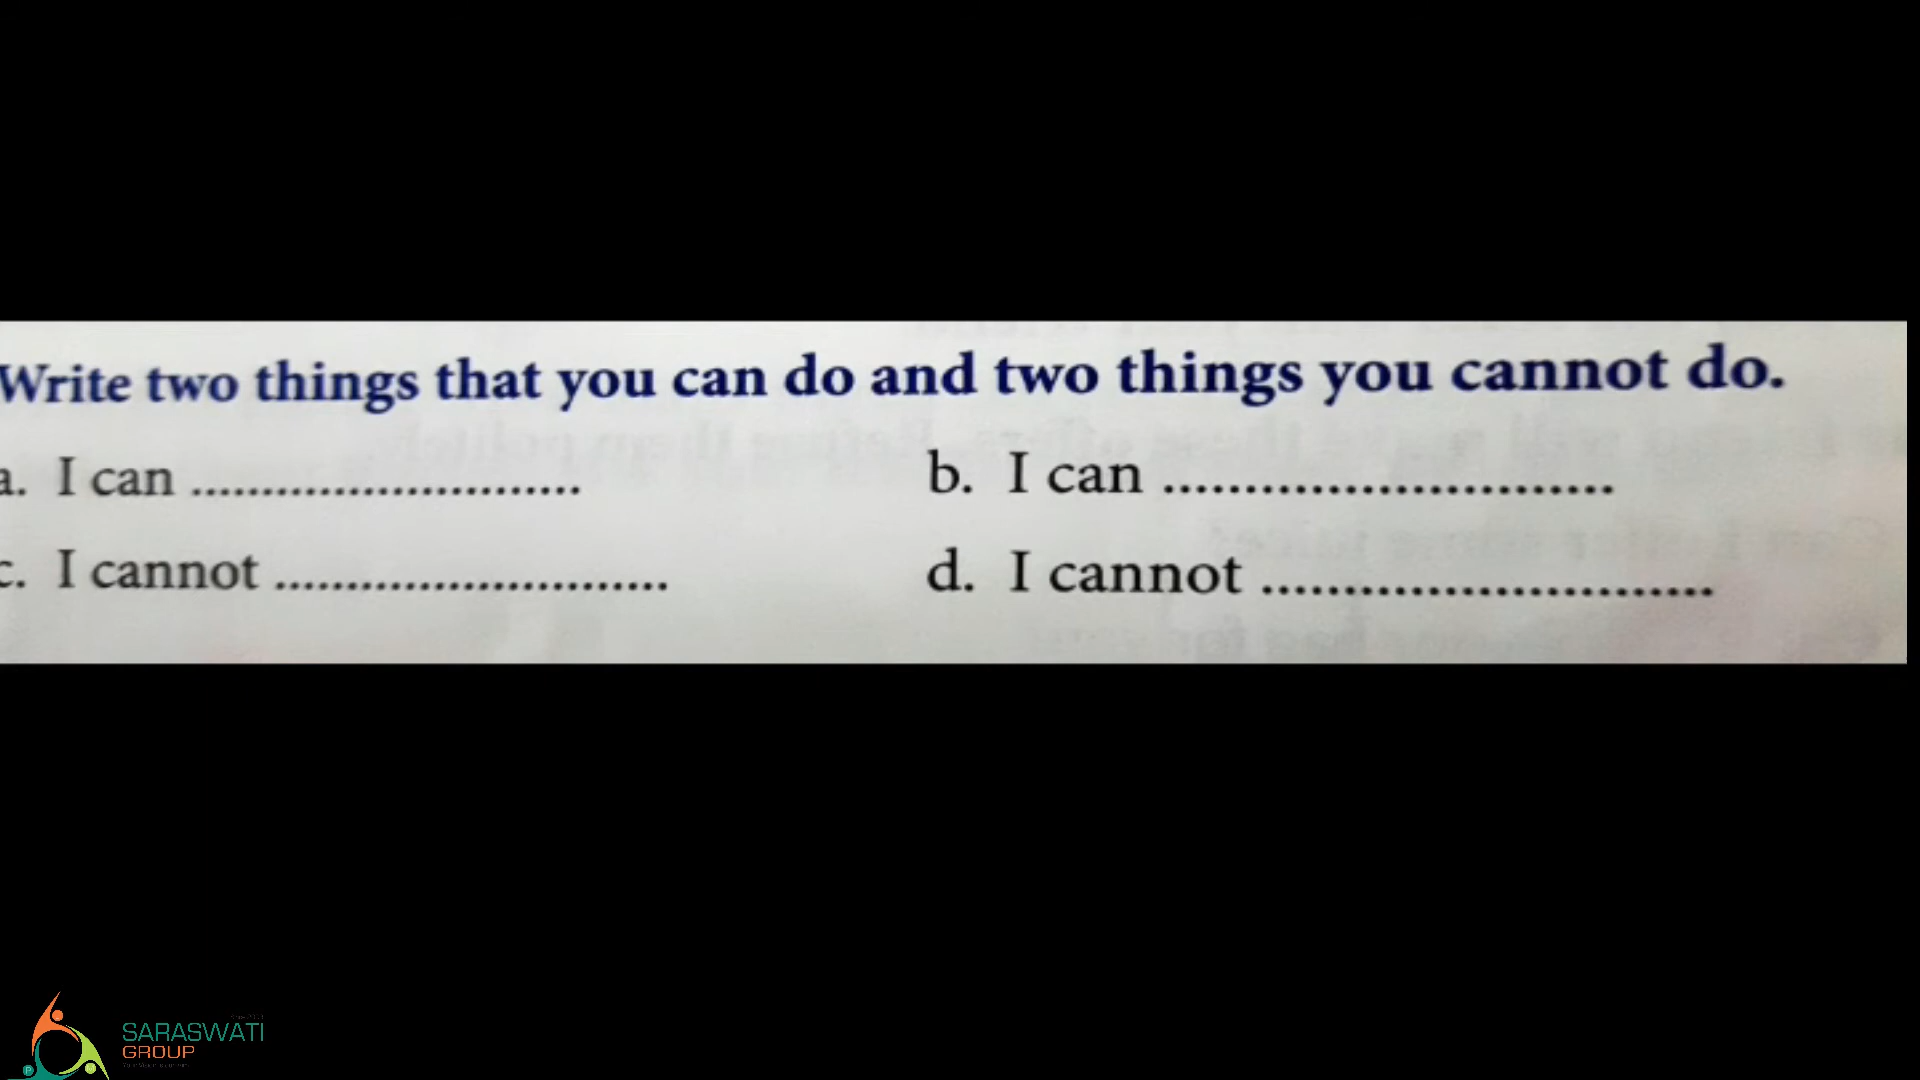 Write two things that you can do and two things you cannot do.
a. I can ........................... b. I can ............................
c. I cannot ........................... d. I cannot ............................
SARASWATI
GROUP